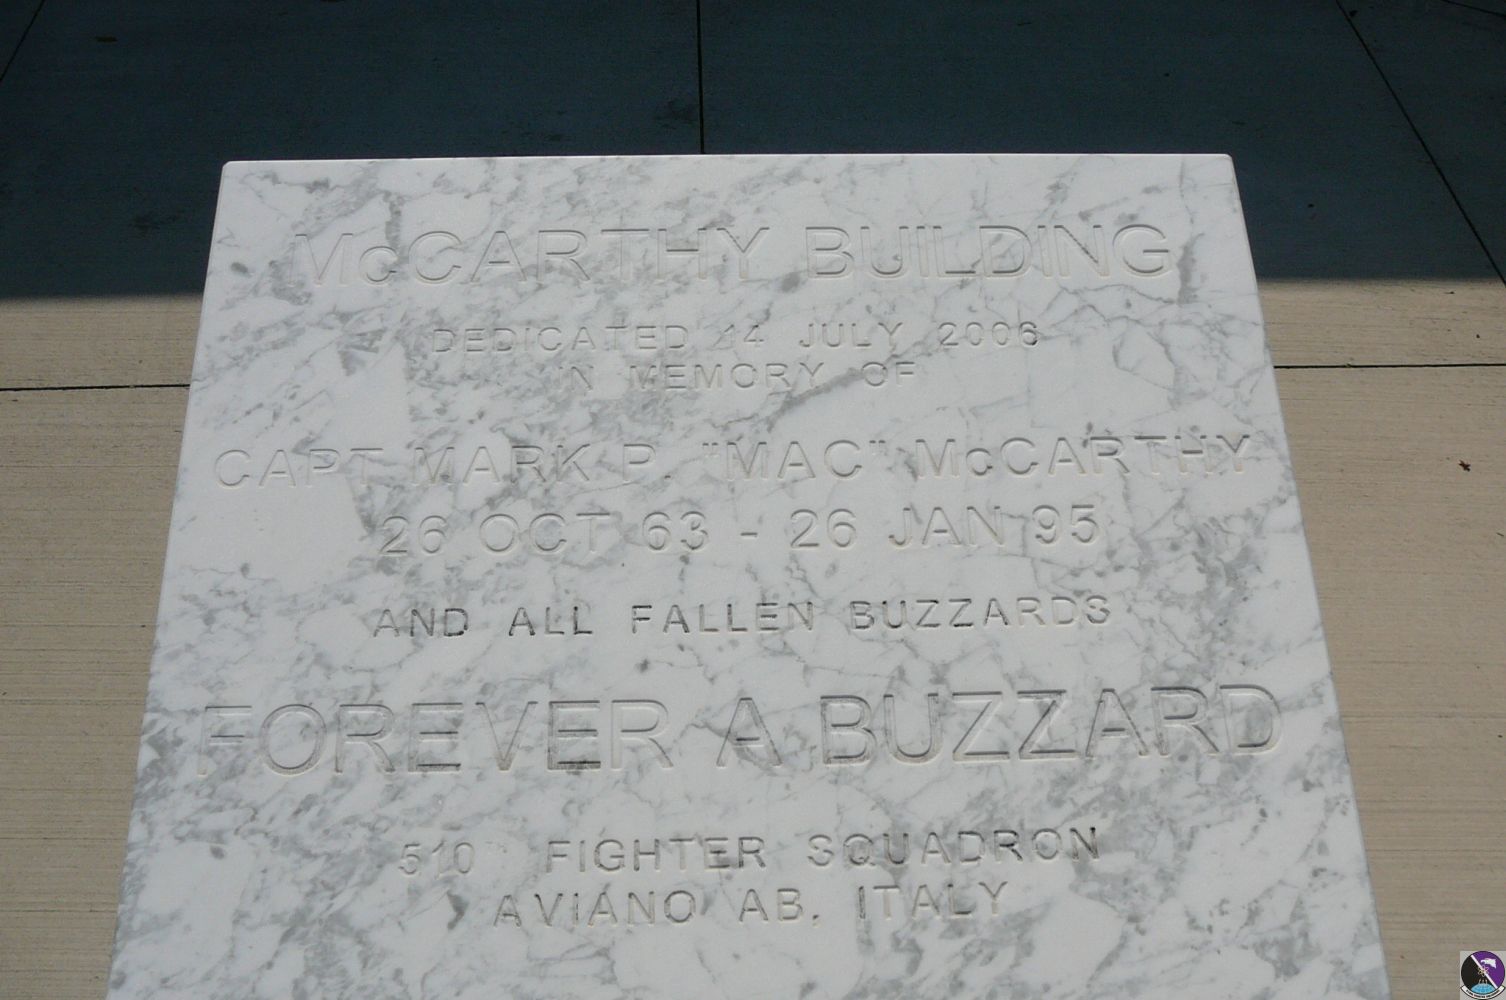 McCARTHY BUILDING
DEDICATED 14 JULY 2006
IN MEMORY OF
CAPT MARK P. "MAC" McCARTHY
26 OCT 63 - 26 JAN 95
AND ALL FALLEN BUZZARDS
FOREVER A BUZZARD
510TH FIGHTER SQUADRON
AVIANO AB, ITALY